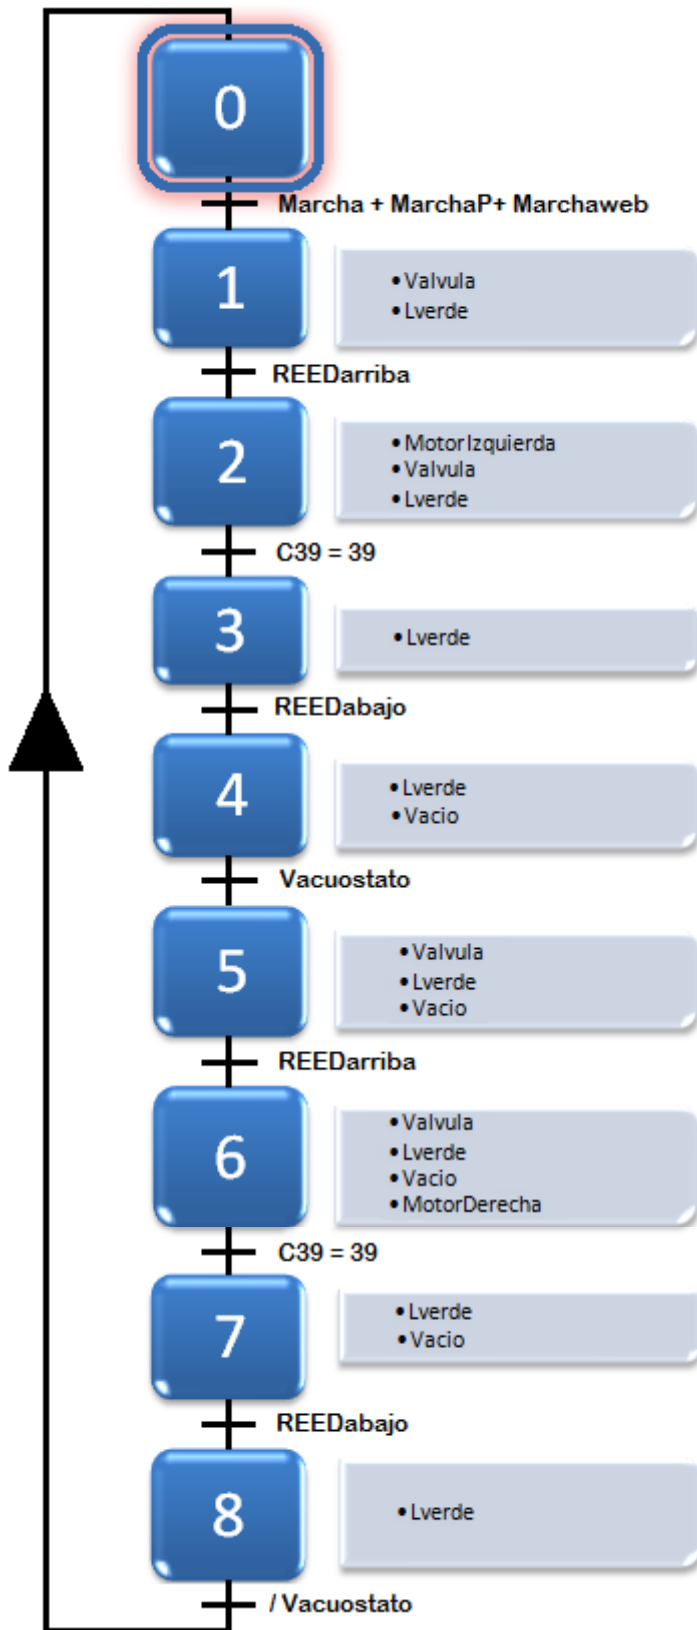 0
Marcha + MarchaP+ Marchaweb
1
•Valvula
•Lverde
REEDarriba
2
•MotorIzquierda
•Valvula
•Lverde
C39 = 39
3
•Lverde
REEDabajo
4
•Lverde
•Vacio
Vacuostato
5
•Valvula
•Lverde
•Vacio
REEDarriba
6
•Valvula
•Lverde
•Vacio
•MotorDerecha
C39 = 39
7
•Lverde
•Vacio
REEDabajo
8
•Lverde
/ Vacuostato